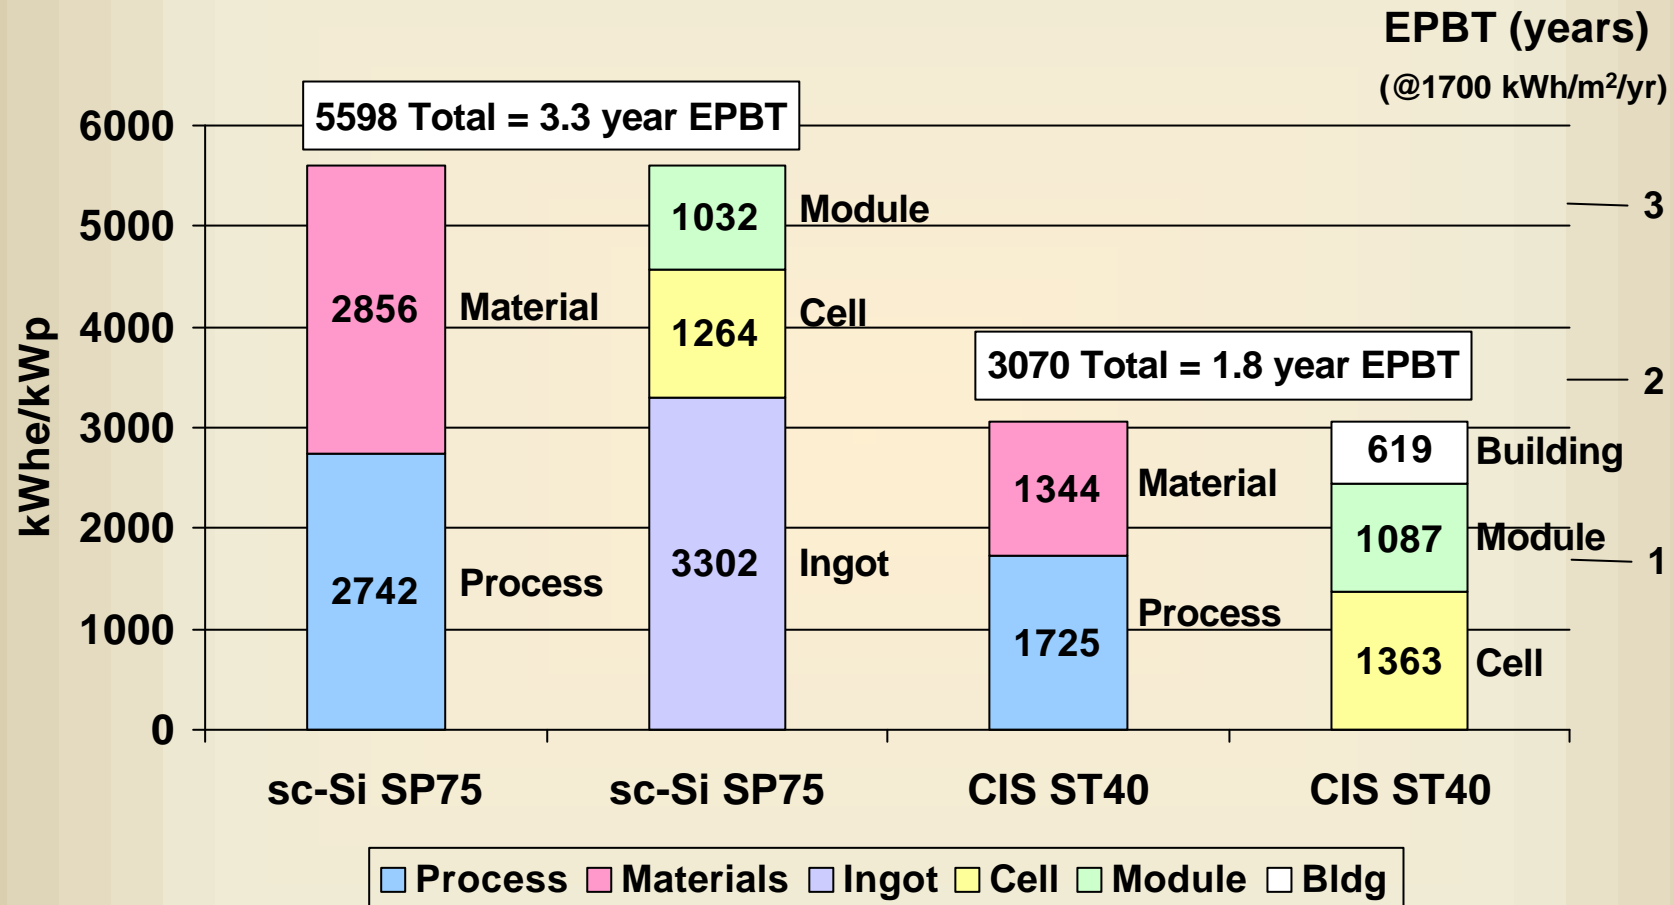 EPBT (years)
(@1700 kWh/m²/yr)
5598 Total = 3.3 year EPBT
3070 Total = 1.8 year EPBT
kWhe/kWp
6000
5000
4000
3000
2000
1000
0
2856
Material
2742
Process
1032
Module
1264
Cell
3302
Ingot
1344
Material
1725
Process
619
Building
1087
Module
1363
Cell
3
2
1
sc-Si SP75
sc-Si SP75
CIS ST40
CIS ST40
Process Materials Ingot Cell Module Bldg